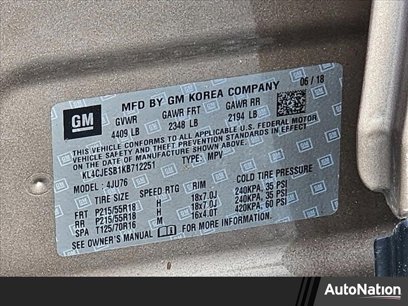 GM
MFD BY GM KOREA COMPANY
06/18
GVWR GAWR FRT GAWR RR
4409 LB 2348 LB 2194 LB
THIS VEHICLE CONFORMS TO ALL APPLICABLE U.S. FEDERAL MOTOR
VEHICLE SAFETY AND THEFT PREVENTION STANDARDS IN
EFFECT ON THE DATE OF MANUFACTURE SHOWN ABOVE.
KL4CJESB1KB712251 TYPE: MPV
MODEL: 4JU76
TIRE SIZE SPEED RTG RIM COLD TIRE PRESSURE
FRT P215/55R18 H 18x7.0J 240KPA, 35 PSI
RR P215/55R18 H 18x7.0J 240KPA, 35 PSI
SPA T125/70R16 M 16x4.0T 420KPA, 60 PSI
SEE OWNER'S MANUAL
AutoNation